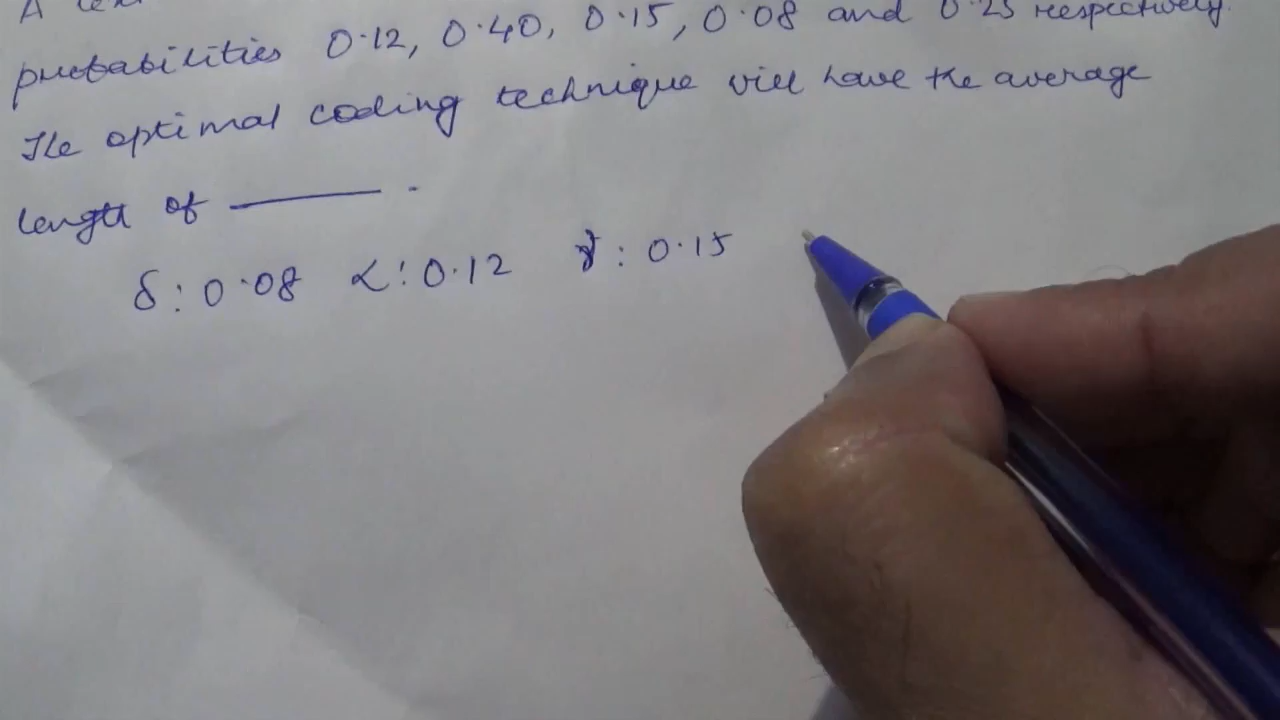 A
probabilities 0.12, 0.40, 0.15, 0.08 and 0.25 respectively.
The optimal coding technique will have the average
length of ______ .
δ : 0.08 α : 0.12 γ : 0.15